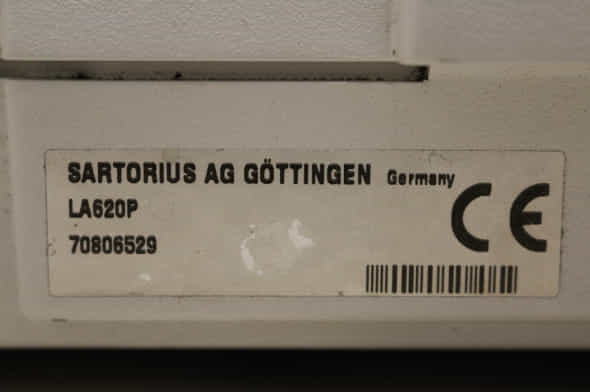 SARTORIUS AG GÖTTINGEN Germany
LA620P
70806529
CE